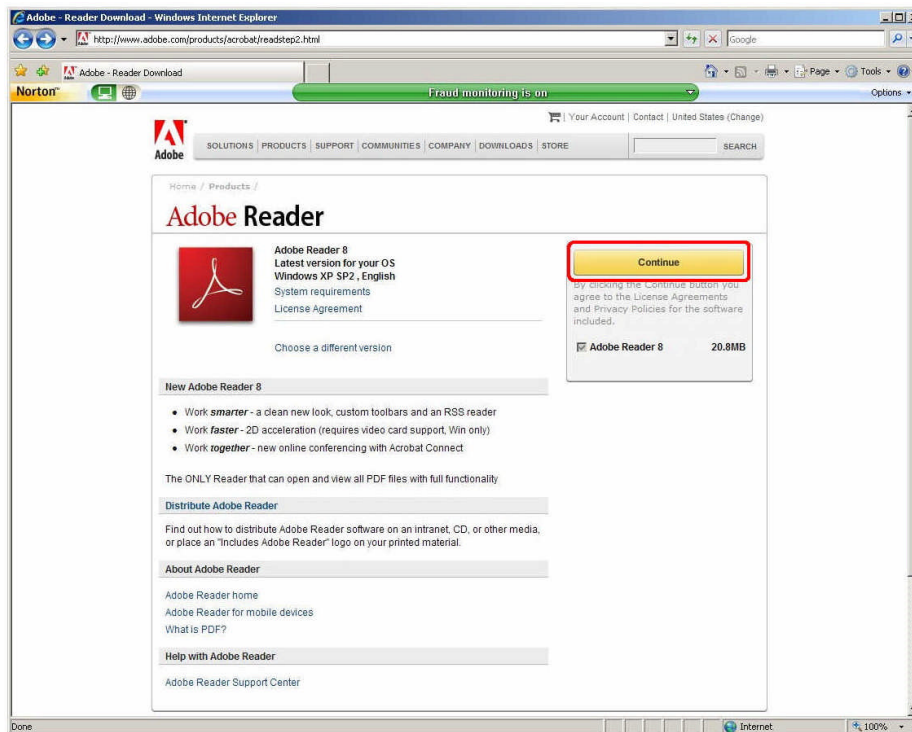 Adobe - Reader Download - Windows Internet Explorer
http://www.adobe.com/products/acrobat/readstep2.html
Google
Adobe - Reader Download
Page
Tools
Norton™
Fraud monitoring is on
Options
Your Account | Contact | United States (Change)
Adobe
SOLUTIONS | PRODUCTS | SUPPORT | COMMUNITIES | COMPANY | DOWNLOADS | STORE
SEARCH
Home / Products /
Adobe Reader
Adobe Reader 8
Latest version for your OS
Windows XP SP2 , English
System requirements
License Agreement
Choose a different version
Continue
By clicking the Continue button you
agree to the License Agreements
and Privacy Policies for the software
included.
Adobe Reader 8 20.8MB
New Adobe Reader 8
• Work smarter - a clean new look, custom toolbars and an RSS reader
• Work faster - 2D acceleration (requires video card support, Win only)
• Work together - new online conferencing with Acrobat Connect
The ONLY Reader that can open and view all PDF files with full functionality
Distribute Adobe Reader
Find out how to distribute Adobe Reader software on an intranet, CD, or other media,
or place an "Includes Adobe Reader" logo on your printed material.
About Adobe Reader
Adobe Reader home
Adobe Reader for mobile devices
What is PDF?
Help with Adobe Reader
Adobe Reader Support Center
Done
Internet
100%